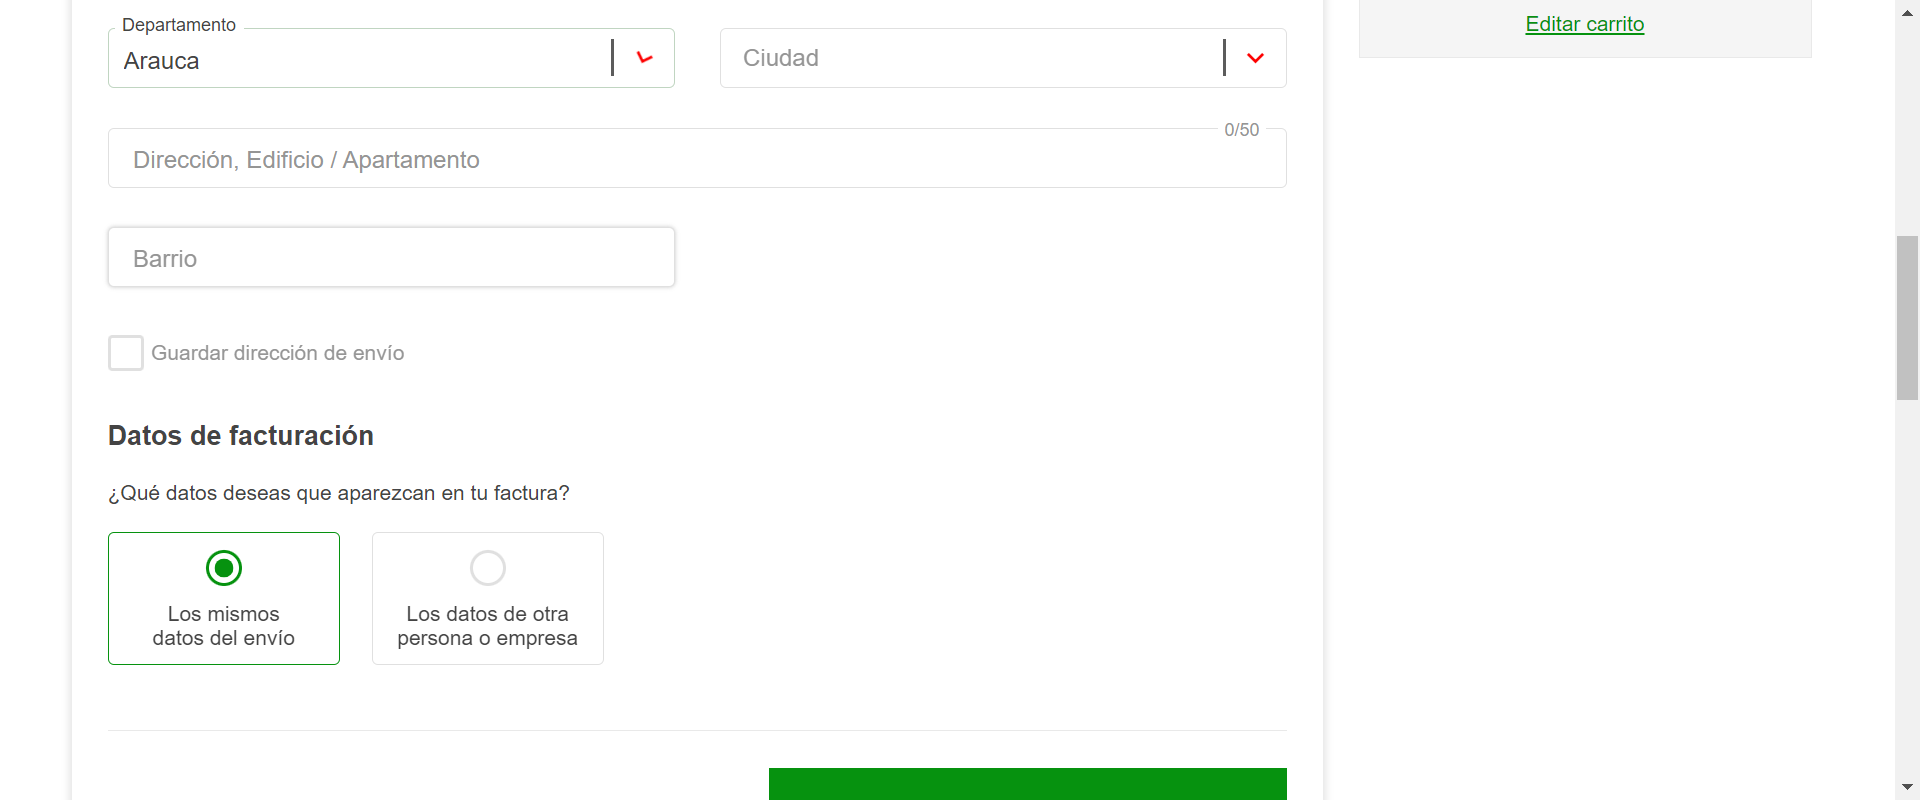 Departamento
Arauca
Ciudad
Editar carrito
0/50
Dirección, Edificio / Apartamento
Barrio
Guardar dirección de envío
Datos de facturación
¿Qué datos deseas que aparezcan en tu factura?
Los mismos
datos del envío
Los datos de otra
persona o empresa